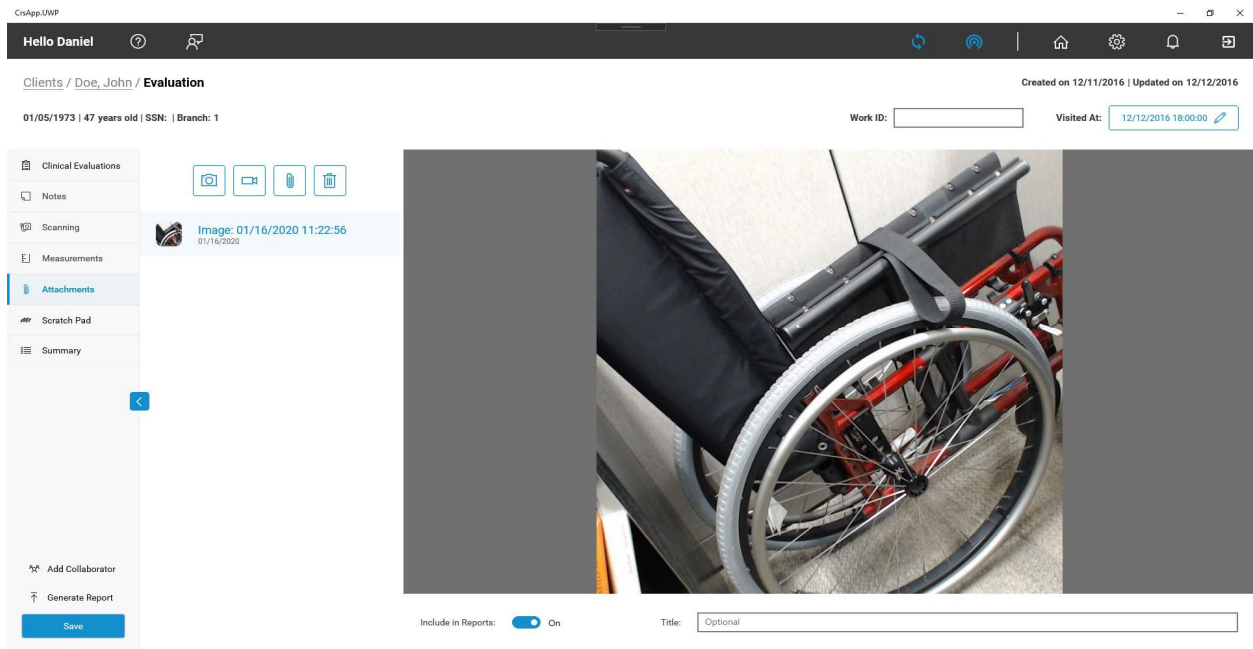 CrsApp.UWP
Hello Daniel
Clients / Doe, John / Evaluation
Created on 12/11/2016 | Updated on 12/12/2016
01/05/1973 | 47 years old | SSN: | Branch: 1
Work ID:
Visited At: 12/12/2016 18:00:00
Clinical Evaluations
Notes
Scanning
Measurements
Attachments
Scratch Pad
Summary
Image: 01/16/2020 11:22:56
01/16/2020
Add Collaborator
Generate Report
Save
Include in Reports: On
Title: Optional